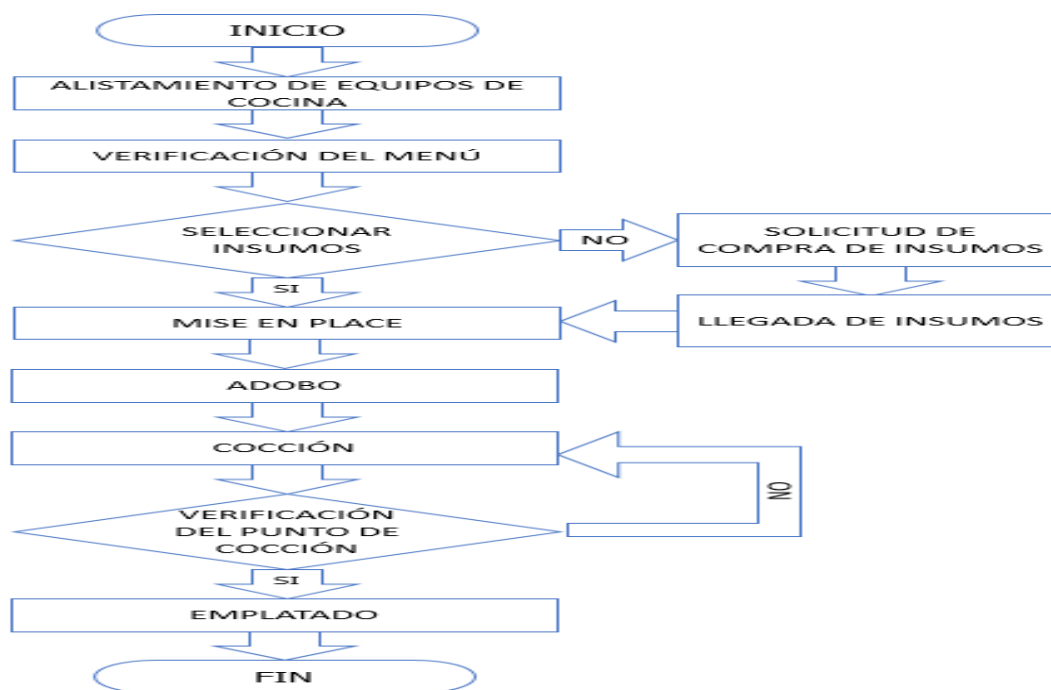 INICIO
ALISTAMIENTO DE EQUIPOS DE
COCINA
VERIFICACIÓN DEL MENÚ
SELECCIONAR
INSUMOS
NO
SOLICITUD DE
COMPRA DE INSUMOS
SI
MISE EN PLACE
LLEGADA DE INSUMOS
ADOBO
COCCIÓN
VERIFICACIÓN
DEL PUNTO DE
COCCIÓN
NO
SI
EMPLATADO
FIN